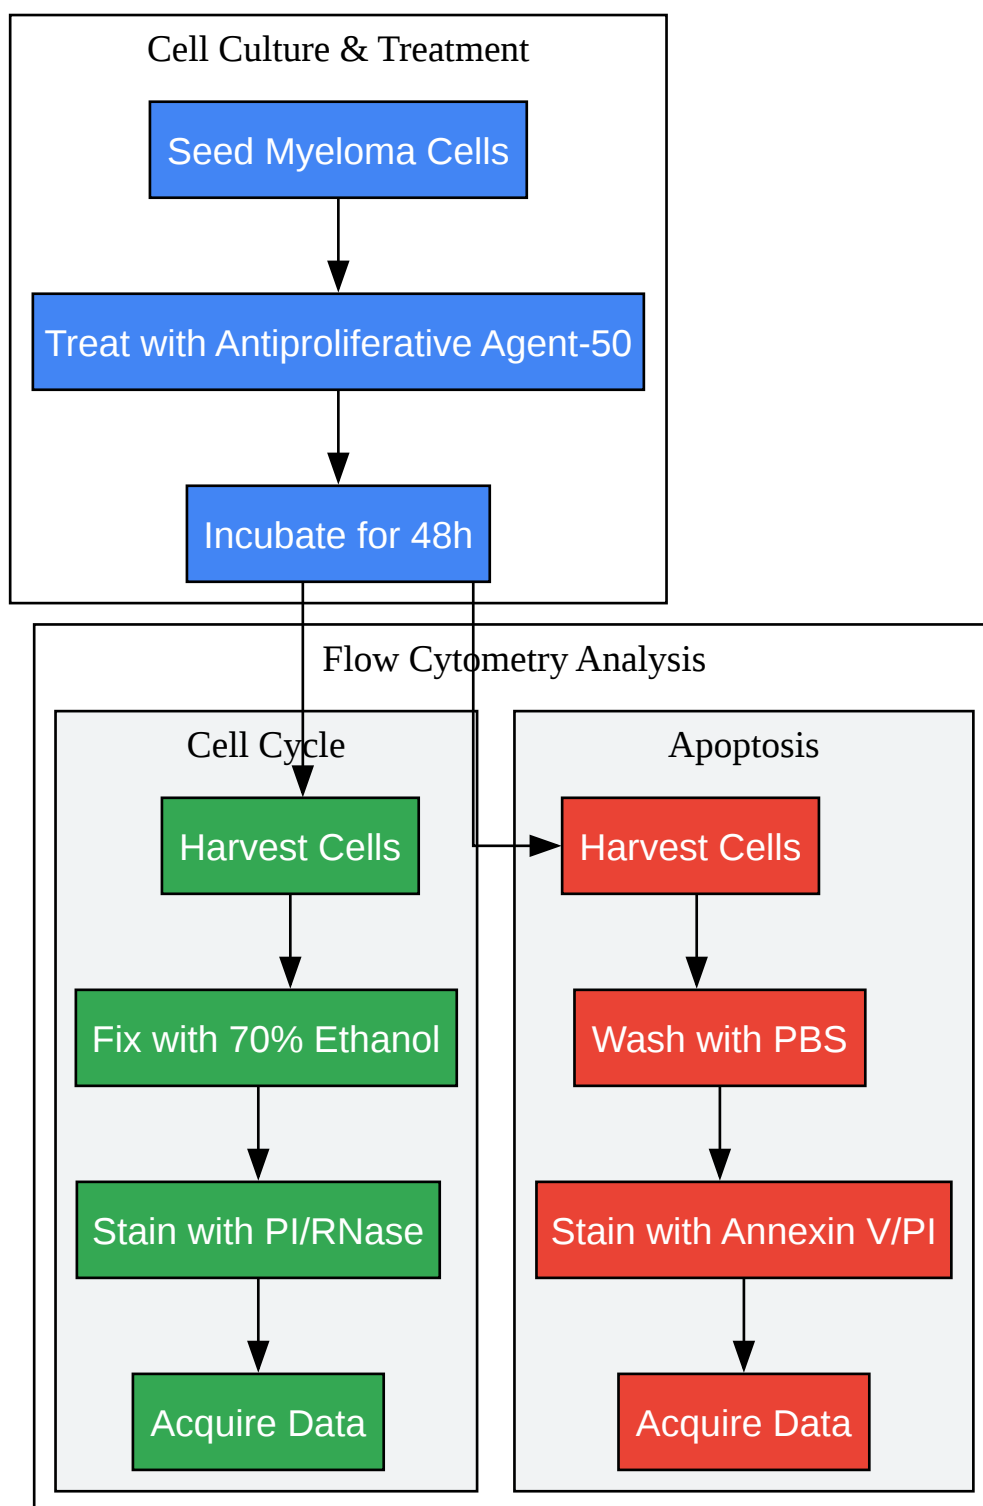 Cell Culture & Treatment
Seed Myeloma Cells
Treat with Antiproliferative Agent-50
Incubate for 48h
Flow Cytometry Analysis
Cell Cycle
Harvest Cells
Fix with 70% Ethanol
Stain with PI/RNase
Acquire Data
Apoptosis
Harvest Cells
Wash with PBS
Stain with Annexin V/PI
Acquire Data